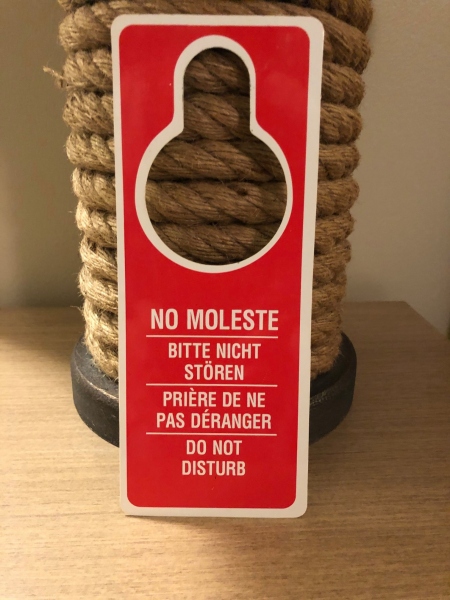 NO MOLESTE
BITTE NICHT
STÖREN
PRIÈRE DE NE
PAS DÉRANGER
DO NOT
DISTURB